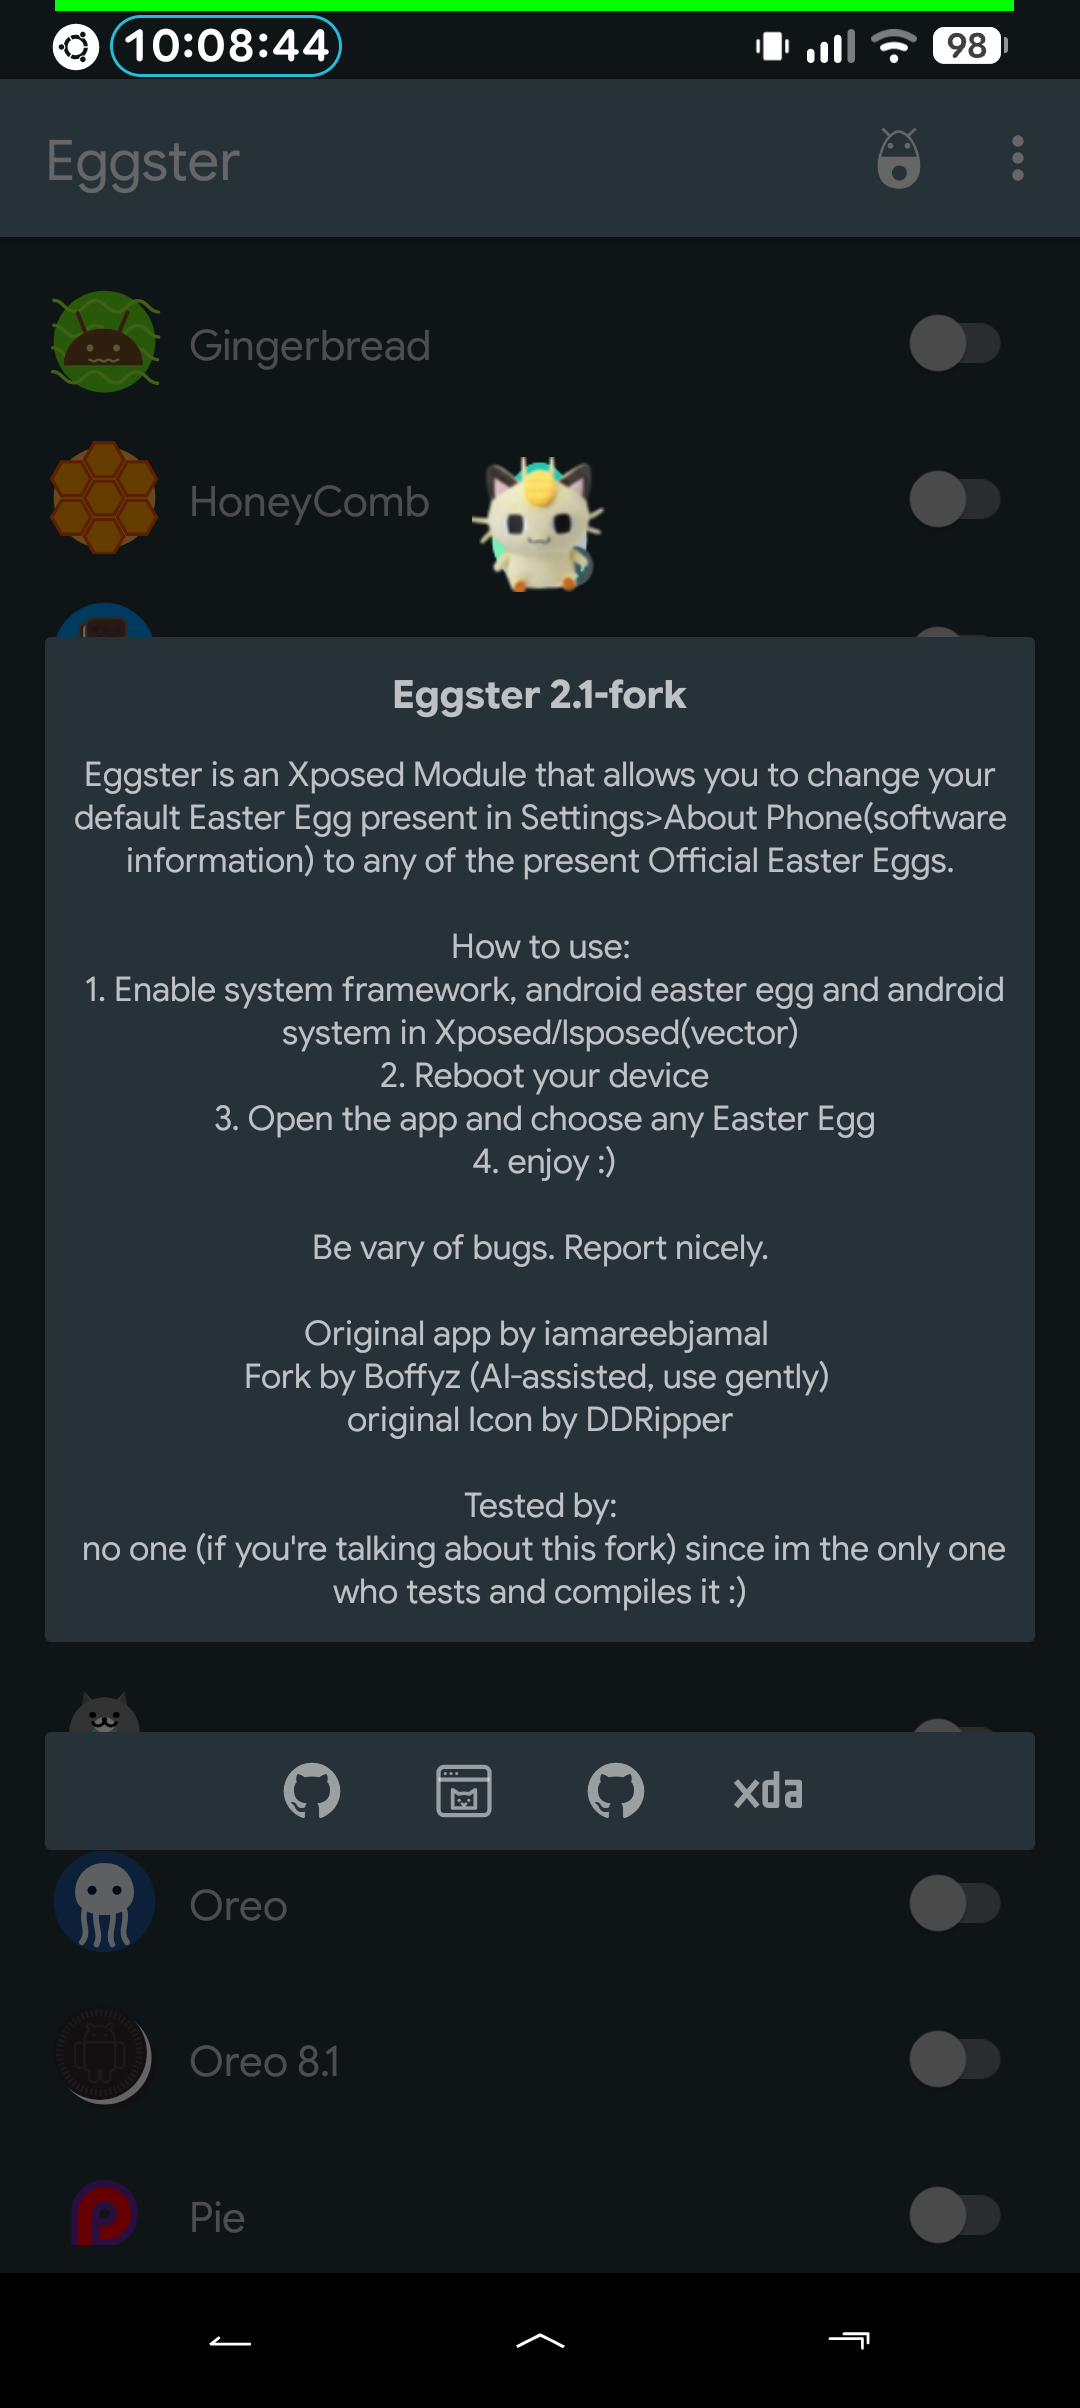 10:08:44
98
Eggster
Gingerbread
HoneyComb
Eggster 2.1-fork
Eggster is an Xposed Module that allows you to change your
default Easter Egg present in Settings>About Phone(software
information) to any of the present Official Easter Eggs.
How to use:
1. Enable system framework, android easter egg and android
system in Xposed/lsposed(vector)
2. Reboot your device
3. Open the app and choose any Easter Egg
4. enjoy :)
Be vary of bugs. Report nicely.
Original app by iamareebjamal
Fork by Boffyz (AI-assisted, use gently)
original Icon by DDRipper
Tested by:
no one (if you're talking about this fork) since im the only one
who tests and compiles it :)
xda
Oreo
Oreo 8.1
Pie